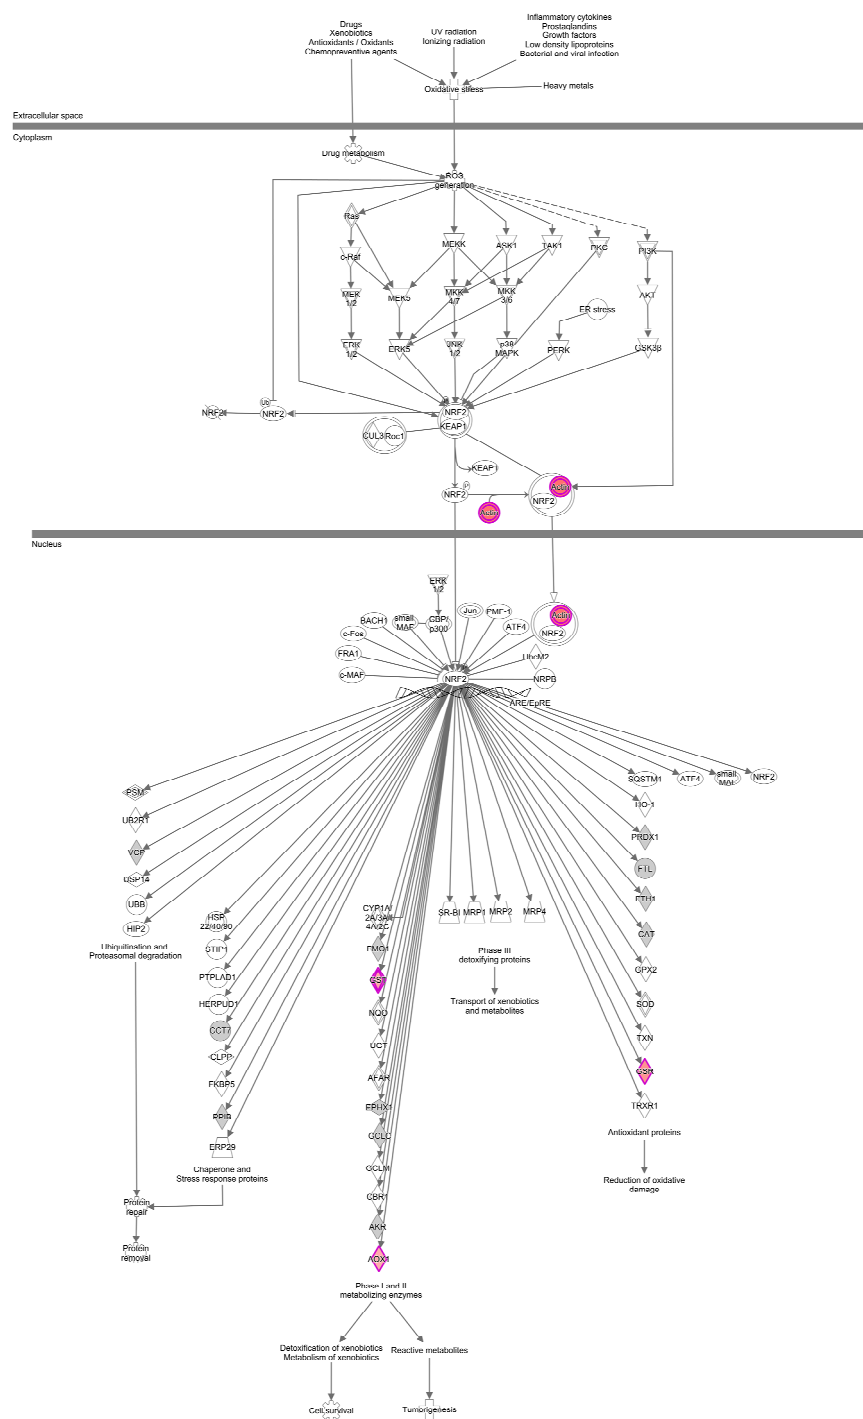 Drugs
Xenobiotics
Antioxidants / Oxidants
Chemopreventive agents
UV radiation
Ionizing radiation
Inflammatory cytokines
Prostaglandins
Growth factors
Low density lipoproteins
Bacterial and viral infection
Oxidative stress
Heavy metals
Extracellular space
Cytoplasm
Drug metabolism
ROS
generation
Ras
MEKK
ASK1
TAK1
PKC
PI3K
c-Raf
MEK
1/2
MEK5
MKK
4/7
MKK
3/6
AKT
ER stress
ERK
1/2
ERK5
JNK
1/2
p38
MAPK
PERK
GSK3β
Ub
NRF2
NRF2
NRF2
KEAP1
CUL3
Roc1
KEAP1
NRF2
P
Actin
Actin
NRF2
Nucleus
ERK
1/2
BACH1
small
MAF
CBP/
p300
Jun
PMF-1
ATF4
Actin
NRF2
c-Fos
FRA1
c-MAF
NRF2
UbcM2
NRPB
ARE/EpRE
PSM
UB2R1
VCP
USP14
UBB
HIP2
Ubiquitination and
Proteasomal degradation
HSP
22/40/90
STIP1
PTPLAD1
HERPUD1
CCT7
CLPP
FKBP5
PPIB
ERP29
Chaperone and
Stress response proteins
Protein
repair
Protein
removal
CYP1A/
2A/3A/
4A/2C
FMO1
GST
NQO
UGT
AFAR
EPHX1
GCLC
GCLM
CBR1
AKR
AOX1
Phase I and II
metabolizing enzymes
Detoxification of xenobiotics
Metabolism of xenobiotics
Reactive metabolites
Cell survival
Tumorigenesis
SR-BI
MRP1
MRP2
MRP4
Phase III
detoxifying proteins
Transport of xenobiotics
and metabolites
SQSTM1
ATF4
small
MAF
NRF2
HO-1
PRDX1
FTL
FTH1
CAT
GPX2
SOD
TXN
GSR
TRXR1
Antioxidant proteins
Reduction of oxidative
damage